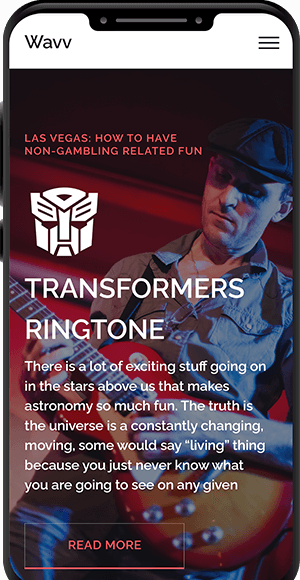 Wavv
LAS VEGAS: HOW TO HAVE
NON-GAMBLING RELATED FUN
TRANSFORMERS
RINGTONE
There is a lot of exciting stuff going on
in the stars above us that makes
astronomy so much fun. The truth is
the universe is a constantly changing,
moving, some would say “living” thing
because you just never know what
you are going to see on any given
READ MORE